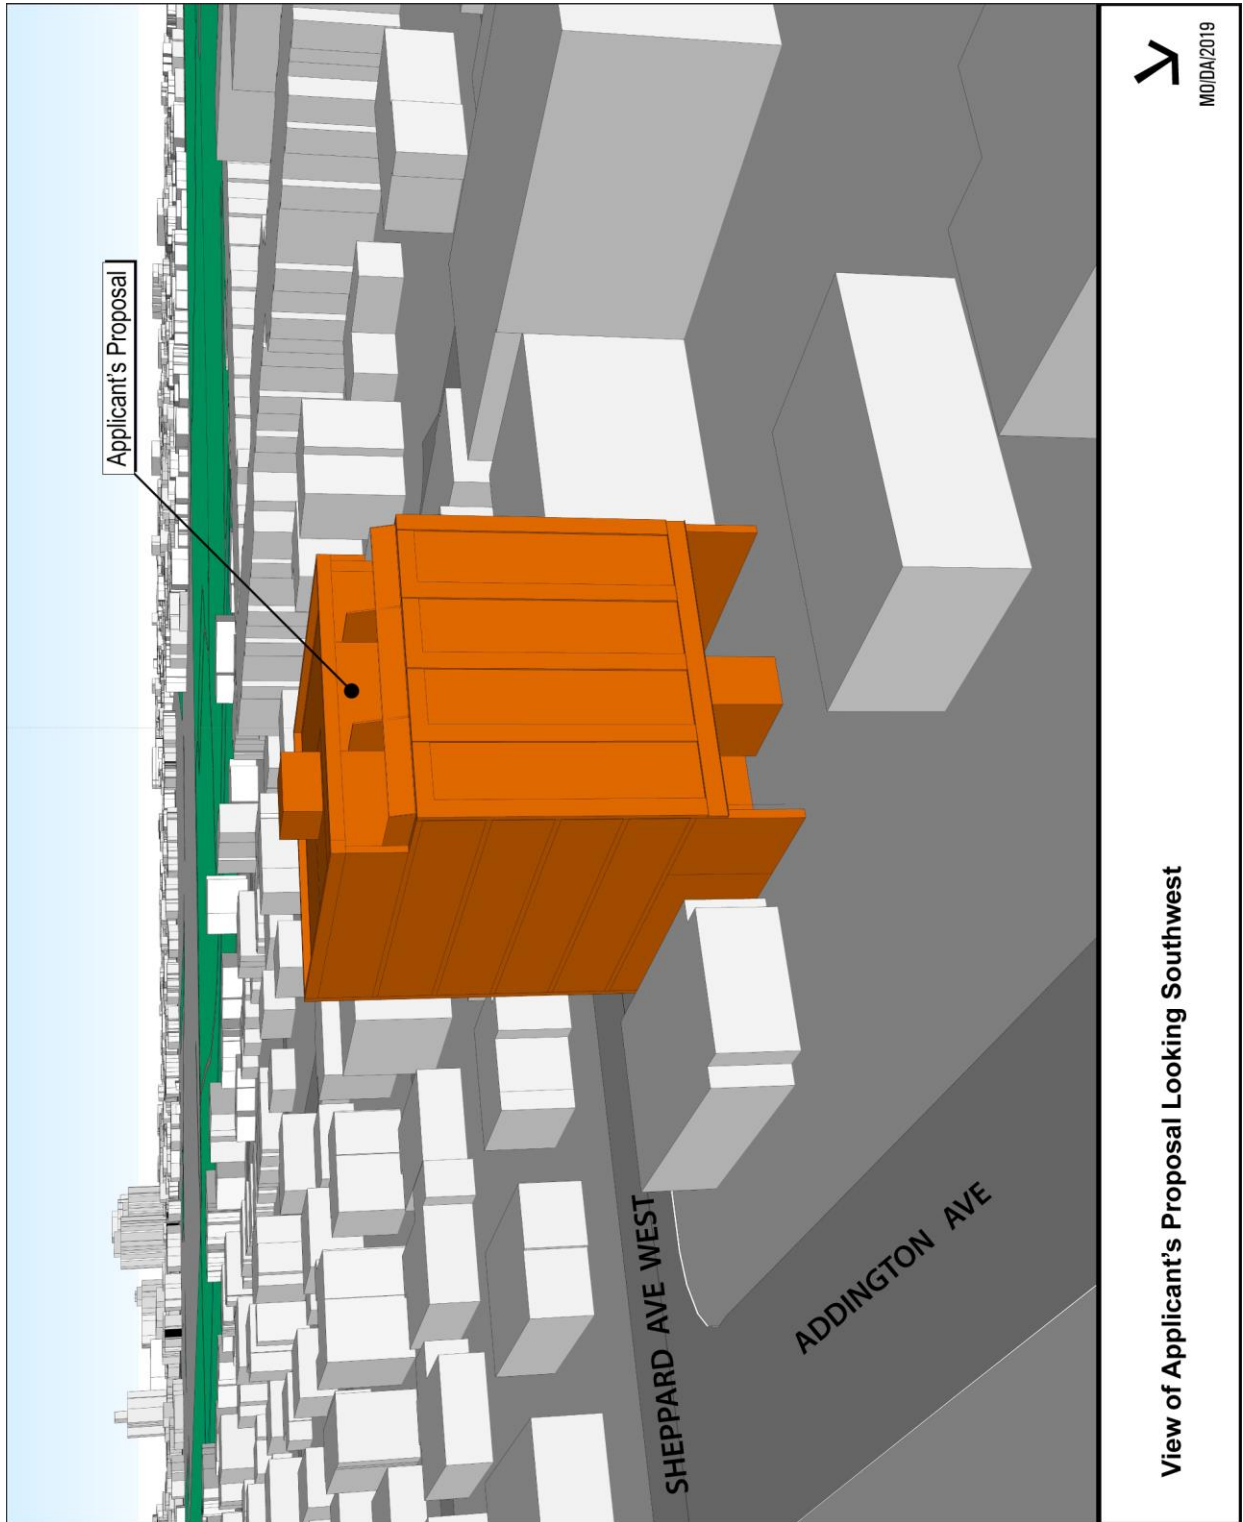 Applicant's Proposal
SHEPPARD AVE WEST
ADDINGTON AVE
View of Applicant's Proposal Looking Southwest
MO/DA/2019